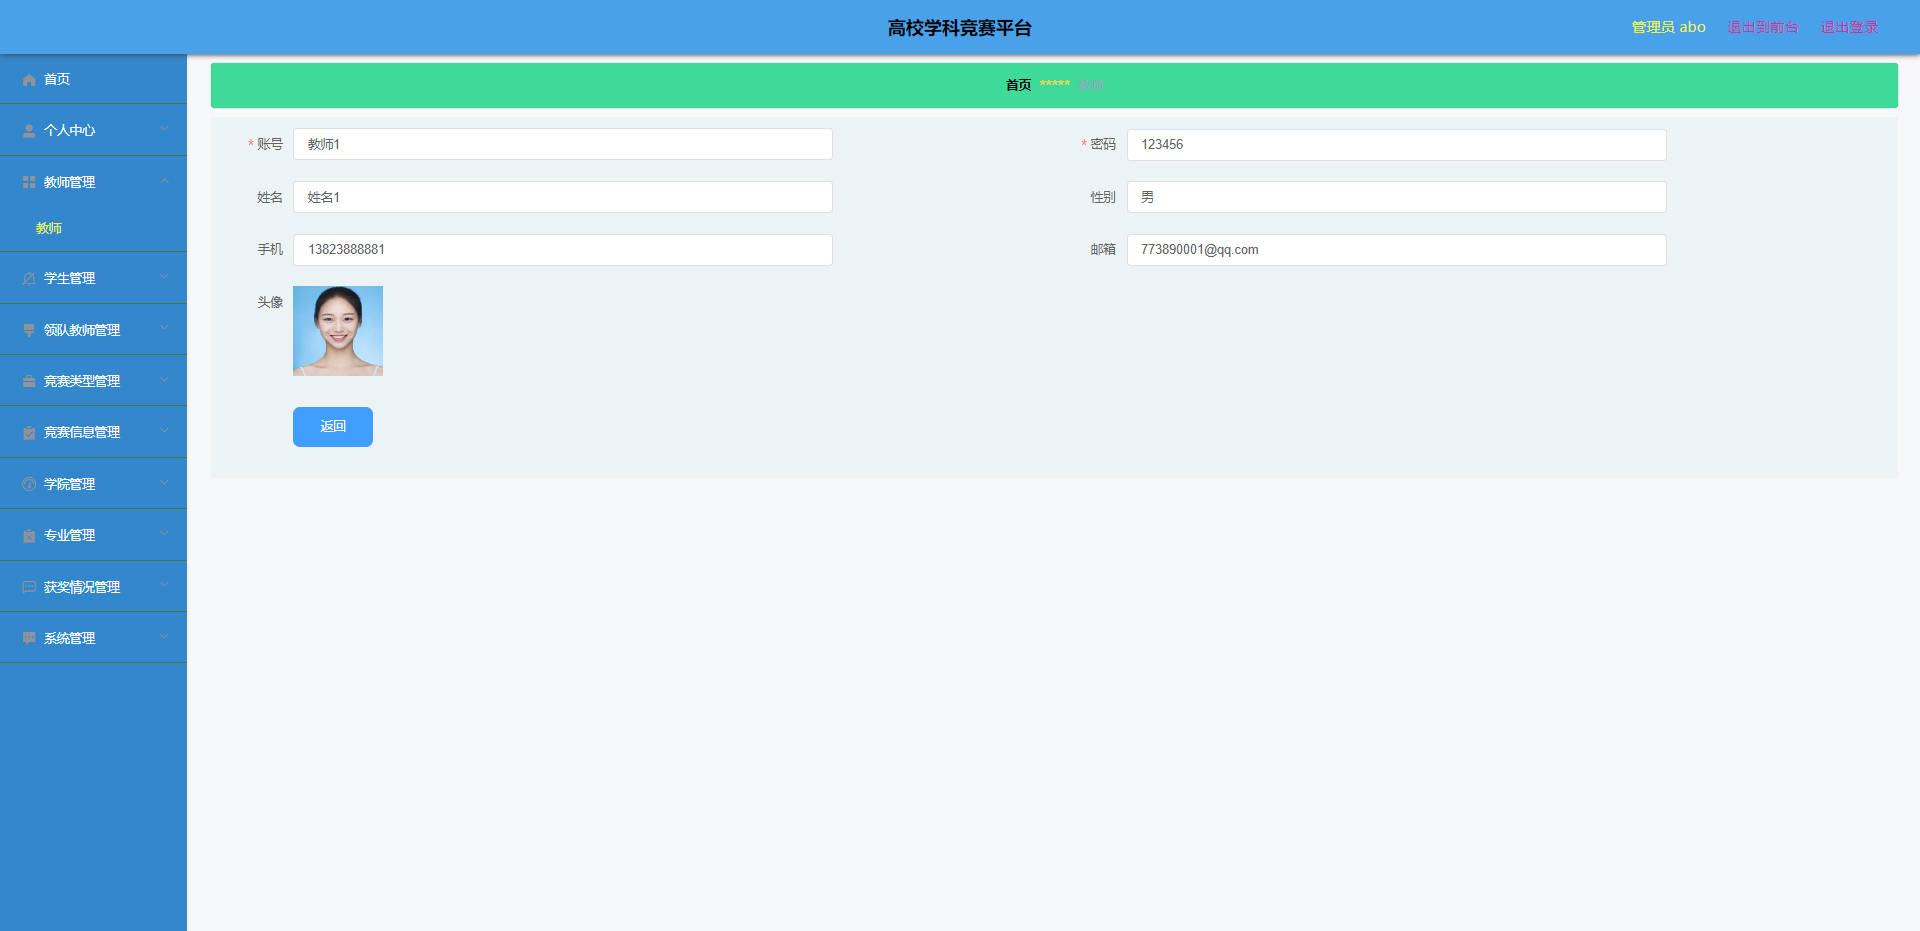 高校学科竞赛平台
管理员 abo 退出到前台 退出登录
首页
个人中心
教师管理
教师
学生管理
领队教师管理
竞赛类型管理
竞赛信息管理
学院管理
专业管理
获奖情况管理
系统管理
首页 ***** 教师
* 账号 教师1
* 密码 123456
姓名 姓名1
性别 男
手机 13823888881
邮箱 773890001@qq.com
头像
返回